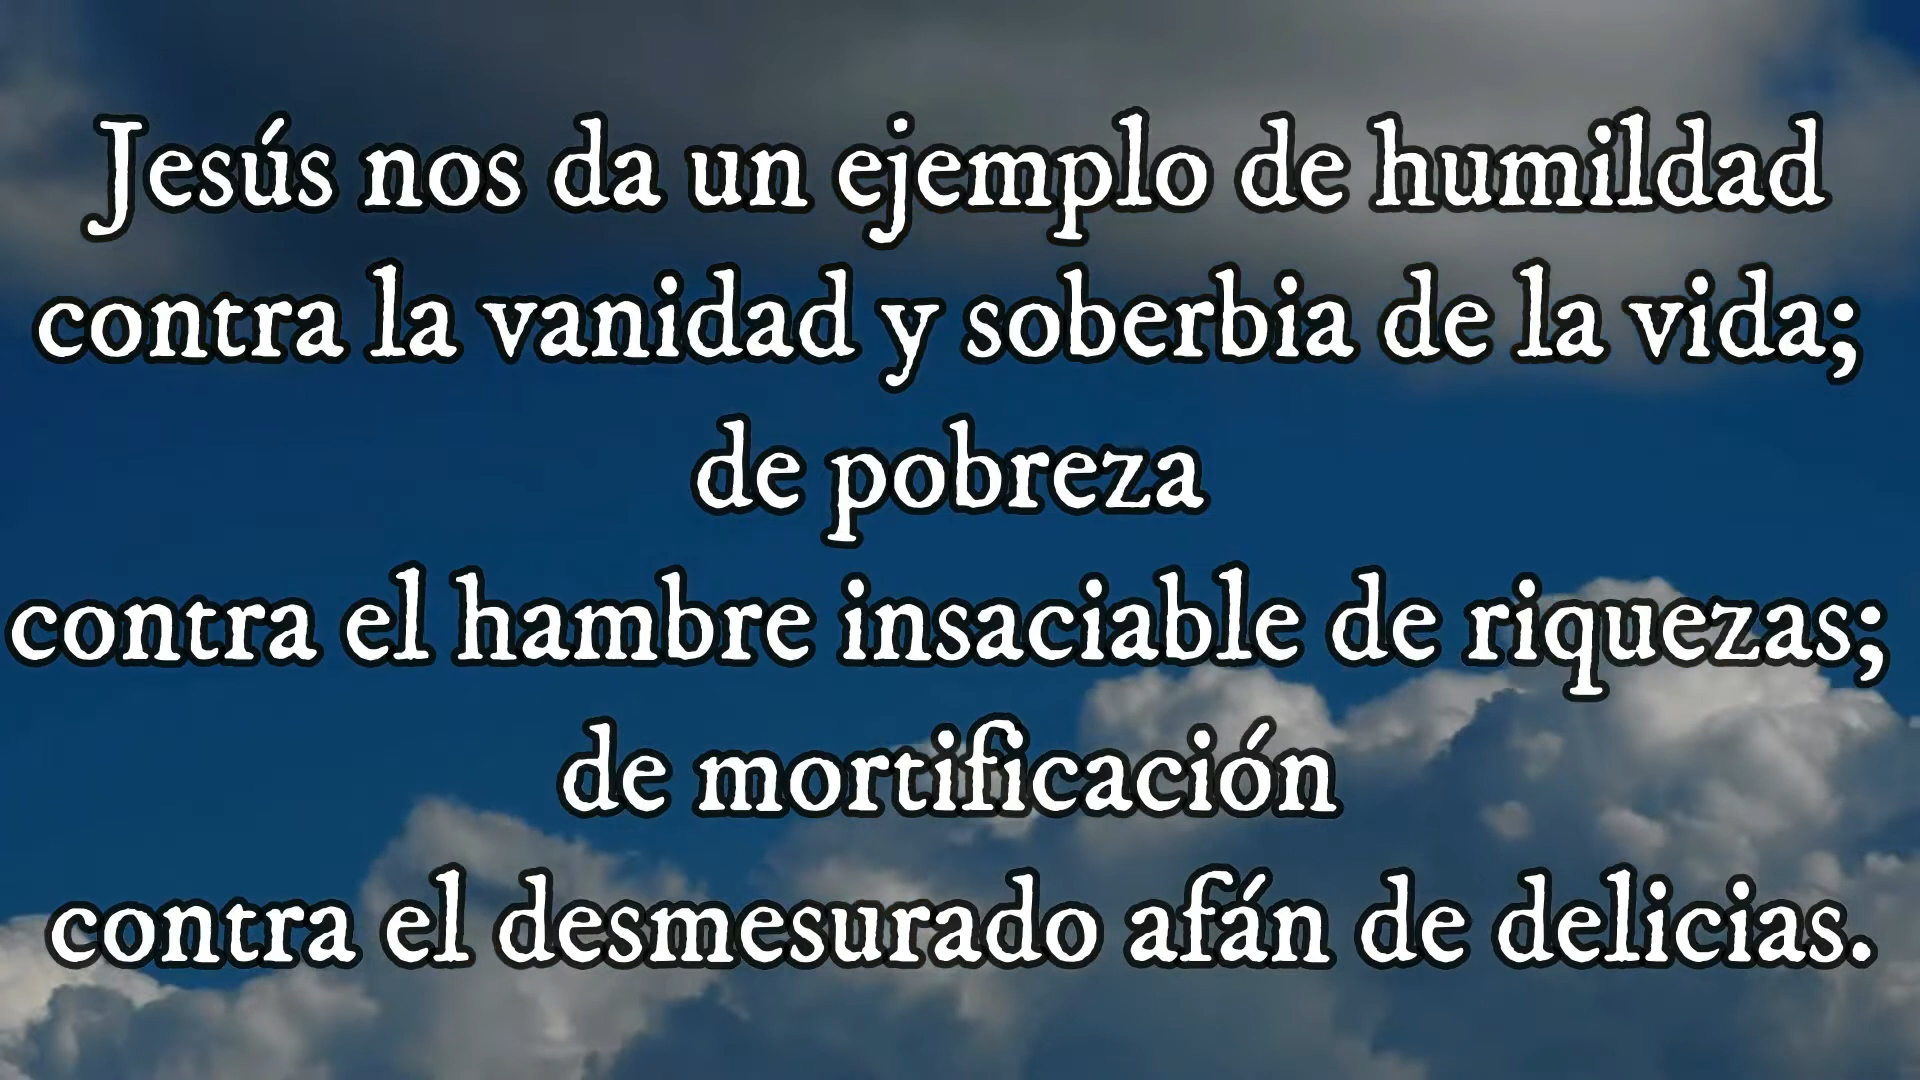 Jesús nos da un ejemplo de humildad
contra la vanidad y soberbia de la vida;
de pobreza
contra el hambre insaciable de riquezas;
de mortificación
contra el desmesurado afán de delicias.